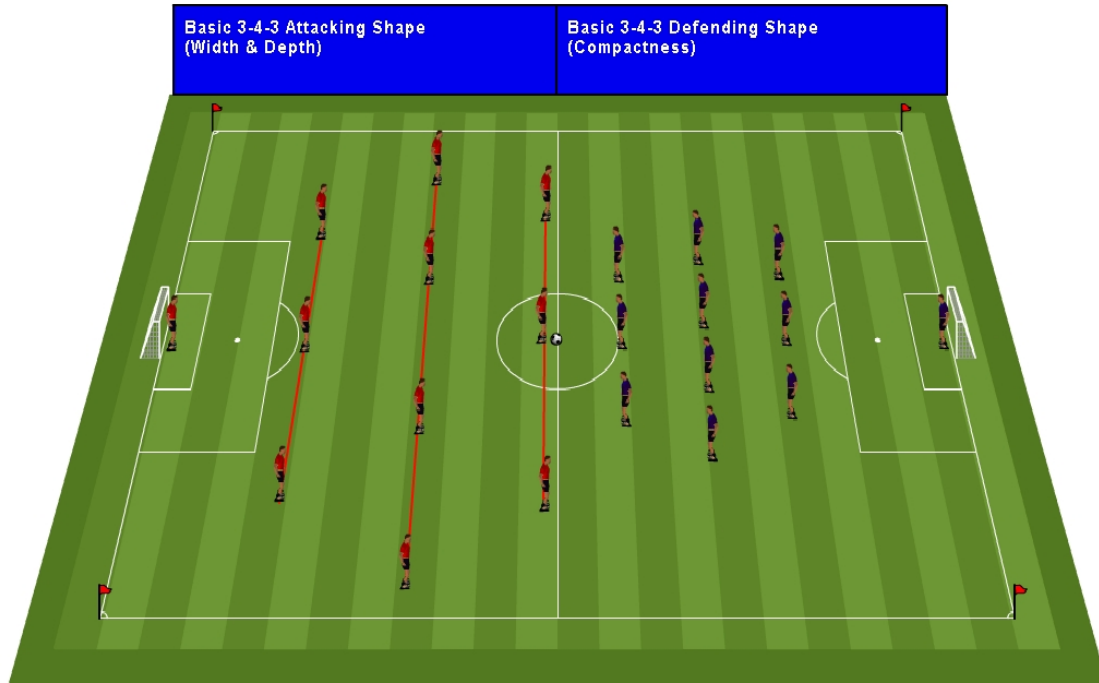 Basic 3-4-3 Attacking Shape
(Width & Depth)
Basic 3-4-3 Defending Shape
(Compactness)